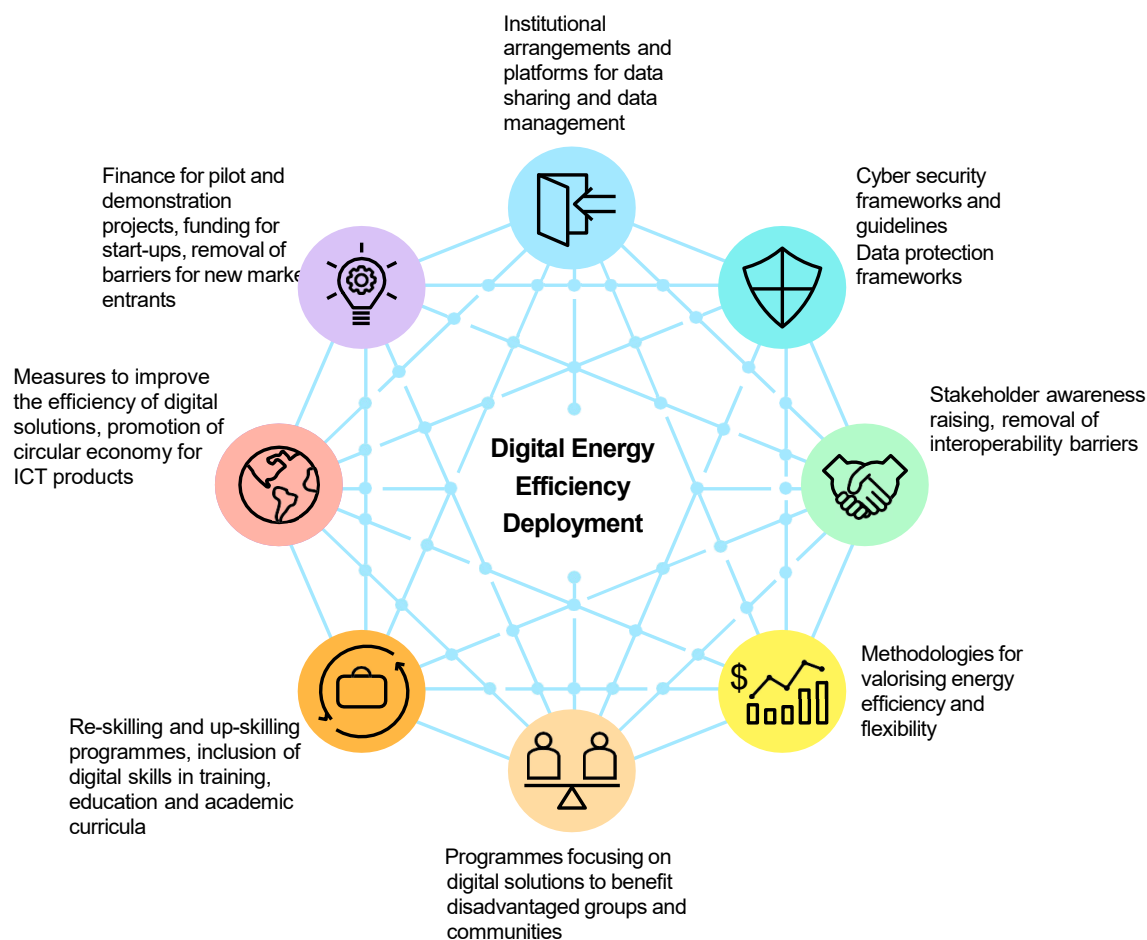 Institutional
arrangements and
platforms for data
sharing and data
management
Finance for pilot and
demonstration
projects, funding for
start-ups, removal of
barriers for new marke
entrants
Cyber security
frameworks and
guidelines
Data protection
frameworks
Measures to improve
the efficiency of digital
solutions, promotion of
circular economy for
ICT products
Stakeholder awareness
raising, removal of
interoperability barriers
Digital Energy
Efficiency
Deployment
Re-skilling and up-skilling
programmes, inclusion of
digital skills in training,
education and academic
curricula
$
Methodologies for
valorising energy
efficiency and
flexibility
Programmes focusing on
digital solutions to benefit
disadvantaged groups and
communities